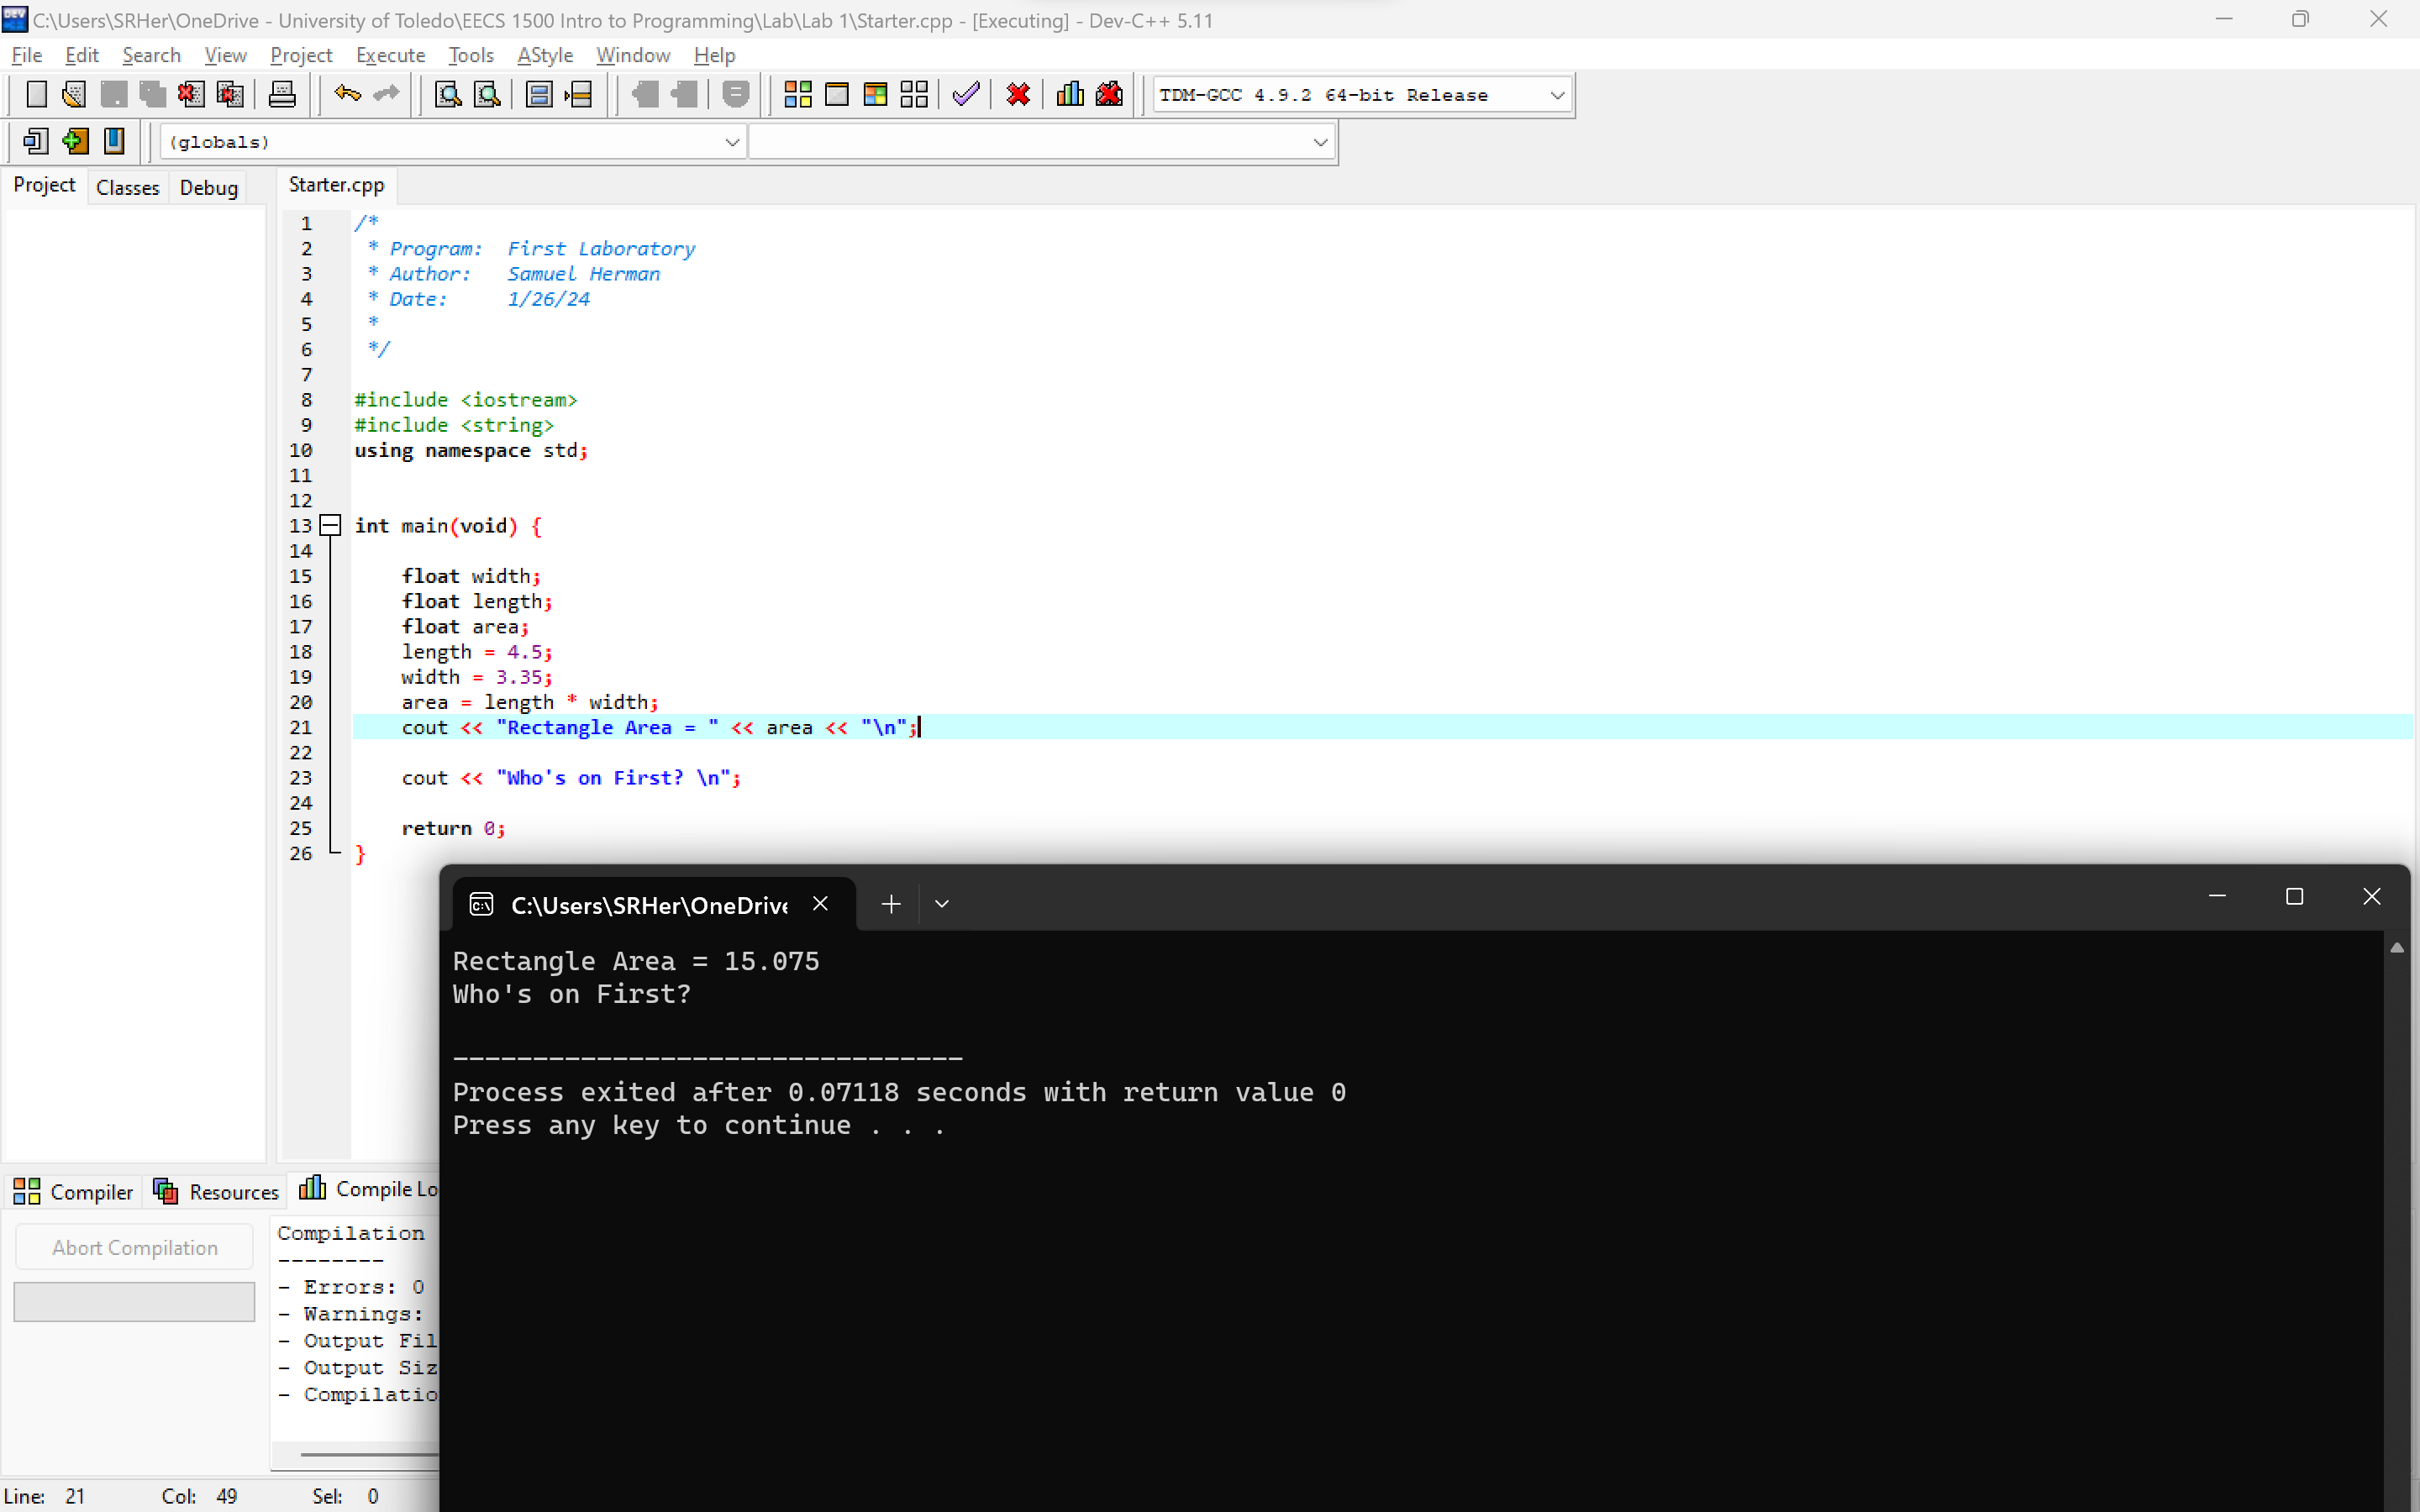 C:\Users\SRHer\OneDrive - University of Toledo\EECS 1500 Intro to Programming\Lab\Lab 1\Starter.cpp - [Executing] - Dev-C++ 5.11
File Edit Search View Project Execute Tools AStyle Window Help
TDM-GCC 4.9.2 64-bit Release
(globals)
Project Classes Debug Starter.cpp
1 /*
2 * Program: First Laboratory
3 * Author: Samuel Herman
4 * Date: 1/26/24
5 *
6 */
7
8 #include <iostream>
9 #include <string>
10 using namespace std;
11
12
13 int main(void) {
14
15 float width;
16 float length;
17 float area;
18 length = 4.5;
19 width = 3.35;
20 area = length * width;
21 cout << "Rectangle Area = " << area << "\n";
22
23 cout << "Who's on First? \n";
24
25 return 0;
26 }
C:\Users\SRHer\OneDrive
Rectangle Area = 15.075
Who's on First?
--------------------------------
Process exited after 0.07118 seconds with return value 0
Press any key to continue . . .
Compiler Resources Compile Lo
Abort Compilation
Compilation
--------
- Errors: 0
- Warnings:
- Output Fil
- Output Siz
- Compilatio
Line: 21 Col: 49 Sel: 0